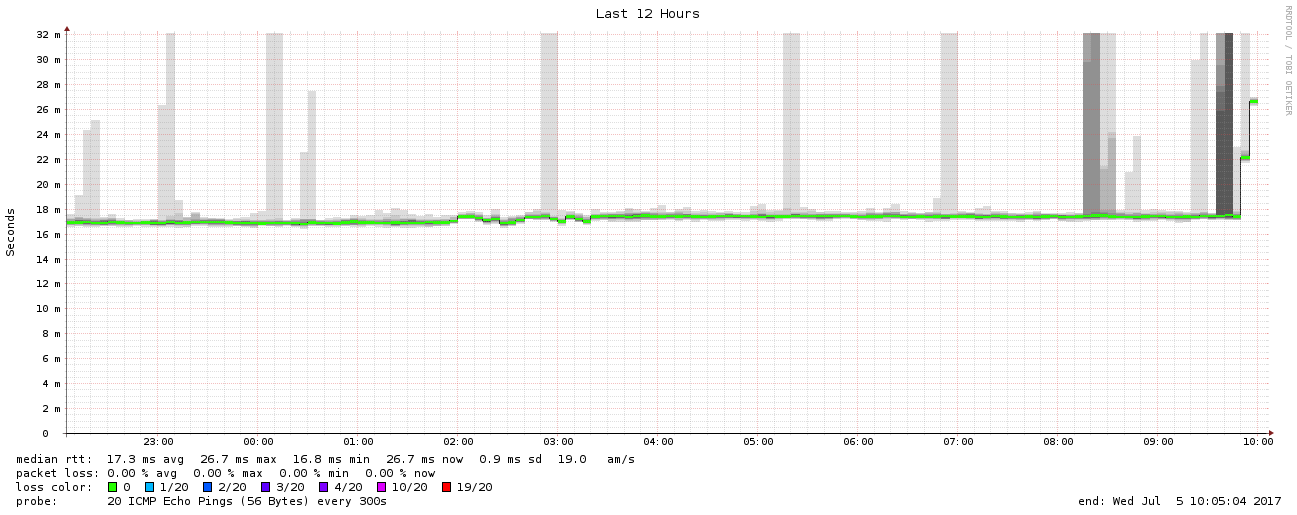 Last 12 Hours
RRDTOOL / TOBI OETIKER
Seconds
32 m
30 m
28 m
26 m
24 m
22 m
20 m
18 m
16 m
14 m
12 m
10 m
8 m
6 m
4 m
2 m
0
23:00 00:00 01:00 02:00 03:00 04:00 05:00 06:00 07:00 08:00 09:00 10:00
median rtt: 17.3 ms avg 26.7 ms max 16.8 ms min 26.7 ms now 0.9 ms sd 19.0 am/s
packet loss: 0.00 % avg 0.00 % max 0.00 % min 0.00 % now
loss color: 0 1/20 2/20 3/20 4/20 10/20 19/20
probe: 20 ICMP Echo Pings (56 Bytes) every 300s end: Wed Jul 5 10:05:04 2017